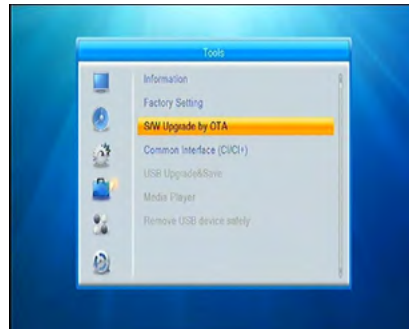 Tools
Information
Factory Setting
S/W Upgrade by OTA
Common Interface (CI/CI+)
USB Upgrade&Save
Media Player
Remove USB device safely